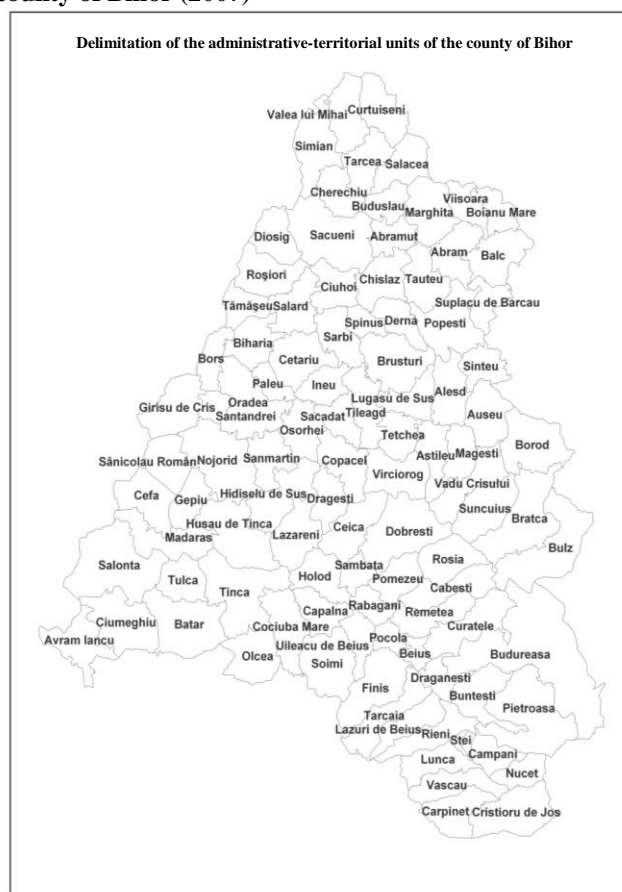 county of Bihor (2007)
Delimitation of the administrative-territorial units of the county of Bihor
Valea lui Mihai Curtuiseni
Simian
Tarcea Salacea
Cherechiu
Buduslau Viisoara
Marghita Boianu Mare
Diosig Sacueni Abramut
Abram Balc
Roşiori Ciuhoi Chislaz Tauteu
Tămăşeu Salard Suplacu de Barcau
Spinus Derna Popesti
Biharia Sarbi
Bors Cetariu Brusturi Sinteu
Paleu Ineu Alesd
Girisu de Cris Oradea Lugasu de Sus
Santandrei Sacadat Tileagd Auseu
Osorhei Tetchea
Sânicolau Român Nojorid Sanmartin Copacel Astileu Magesti Borod
Virciorog Vadu Crisului
Cefa Gepiu Hidiselu de Sus Dragesti
Suncuius Bratca
Husau de Tinca Ceica Dobresti
Madaras Lazareni Bulz
Salonta Sambata Rosia
Tulca Holod Pomezeu
Tinca Cabesti
Capalna Rabagani Remetea
Ciumeghiu Batar Cociuba Mare Curatele
Avram Iancu Uileacu de Beius Pocola
Olcea Soimi Beius Budureasa
Draganesti
Finis Buntesti
Pietroasa
Tarcaia
Lazuri de Beius Rieni Stei
Lunca Campani
Nucet
Vascau
Carpinet Cristioru de Jos